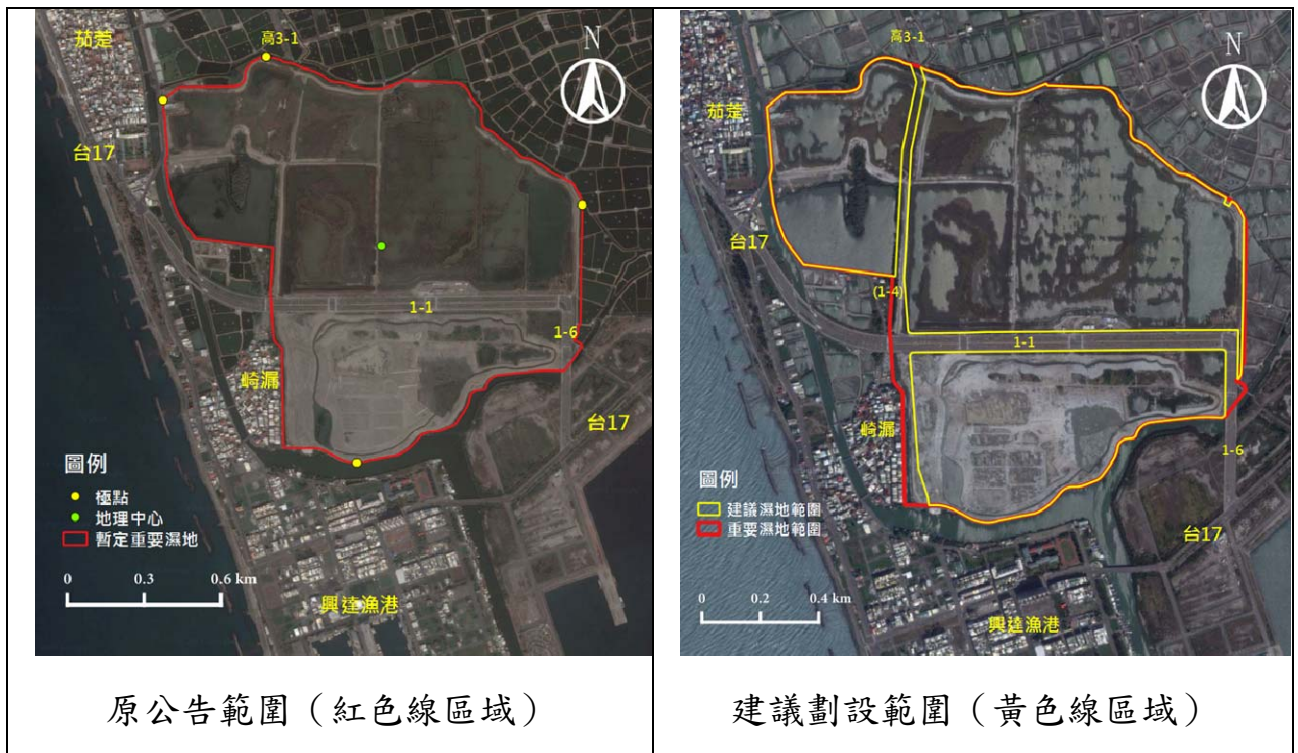 高3-1
茄萣
N
台17
1-1
1-6
崎漏
台17
圖例
極點
地理中心
暫定重要濕地
0 0.3 0.6 km
興達漁港
原公告範圍（紅色線區域）
高3-1
N
茄萣
台17
(1-4)
1-1
崎漏
1-6
圖例
建議濕地範圍
重要濕地範圍
台17
0 0.2 0.4 km
興達漁港
建議劃設範圍（黃色線區域）